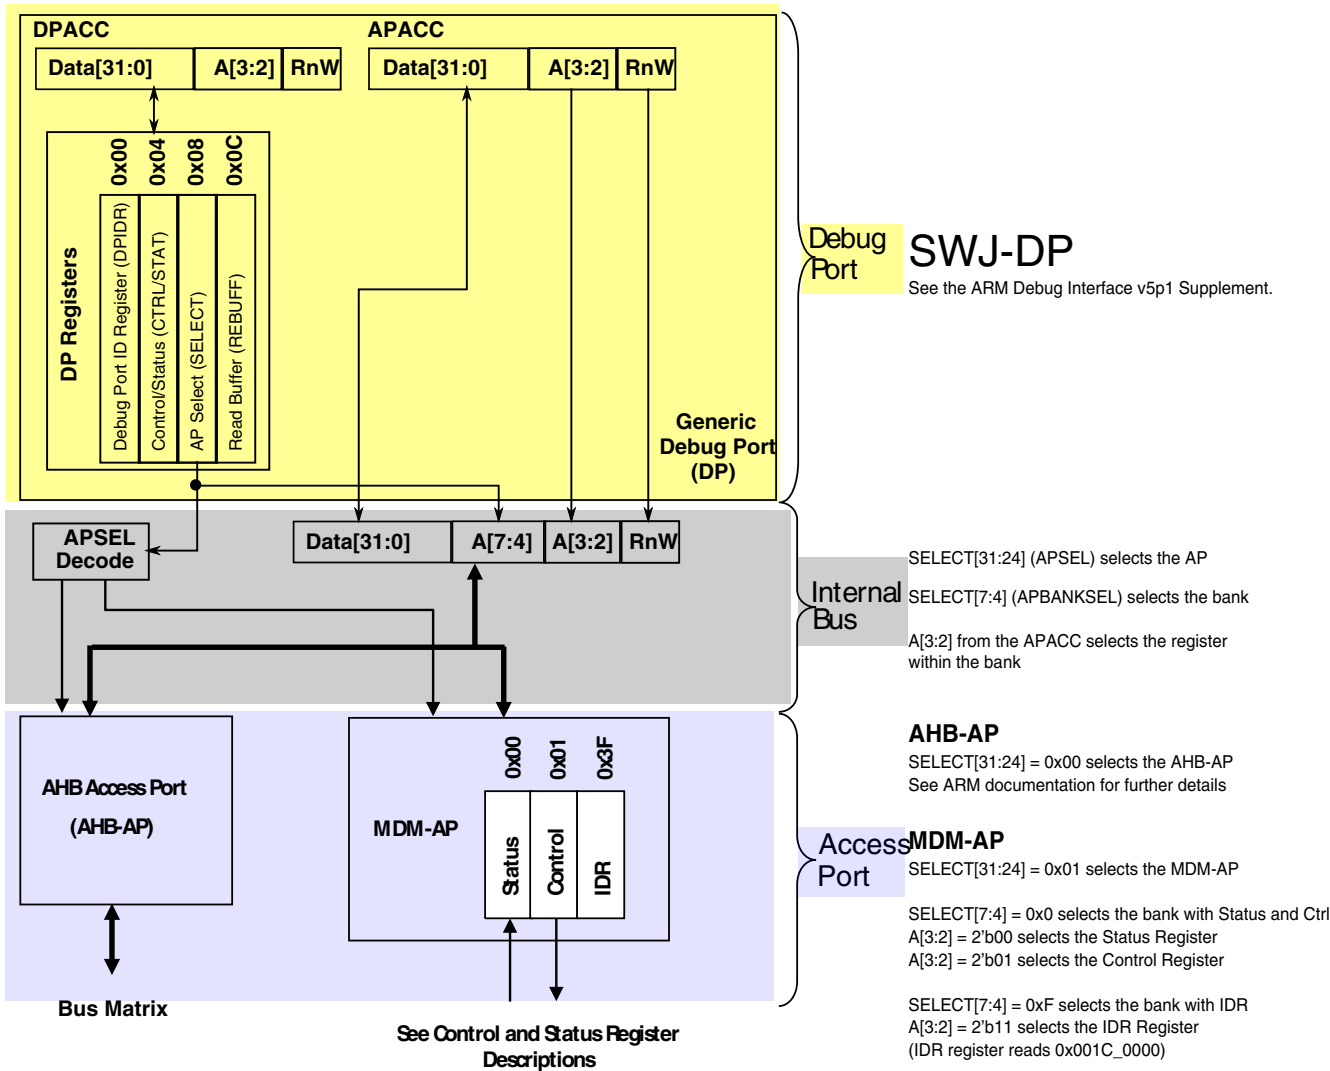 DPACC
APACC
Data[31:0] A[3:2] RnW
Data[31:0] A[3:2] RnW
0x00
0x04
0x08
0x0C
DP Registers
Debug Port ID Register (DPIDR)
Control/Status (CTRL/STAT)
AP Select (SELECT)
Read Buffer (REBUFF)
Generic
Debug Port
(DP)
Debug
Port
SWJ-DP
See the ARM Debug Interface v5p1 Supplement.
APSEL
Decode
Data[31:0] A[7:4] A[3:2] RnW
Internal
Bus
SELECT[31:24] (APSEL) selects the AP
SELECT[7:4] (APBANKSEL) selects the bank
A[3:2] from the APACC selects the register
within the bank
AHB Access Port
(AHB-AP)
Bus Matrix
MDM-AP
0x00
0x01
0x3F
Status
Control
IDR
See Control and Status Register
Descriptions
Access
Port
AHB-AP
SELECT[31:24] = 0x00 selects the AHB-AP
See ARM documentation for further details
MDM-AP
SELECT[31:24] = 0x01 selects the MDM-AP
SELECT[7:4] = 0x0 selects the bank with Status and Ctrl
A[3:2] = 2'b00 selects the Status Register
A[3:2] = 2'b01 selects the Control Register
SELECT[7:4] = 0xF selects the bank with IDR
A[3:2] = 2'b11 selects the IDR Register
(IDR register reads 0x001C_0000)